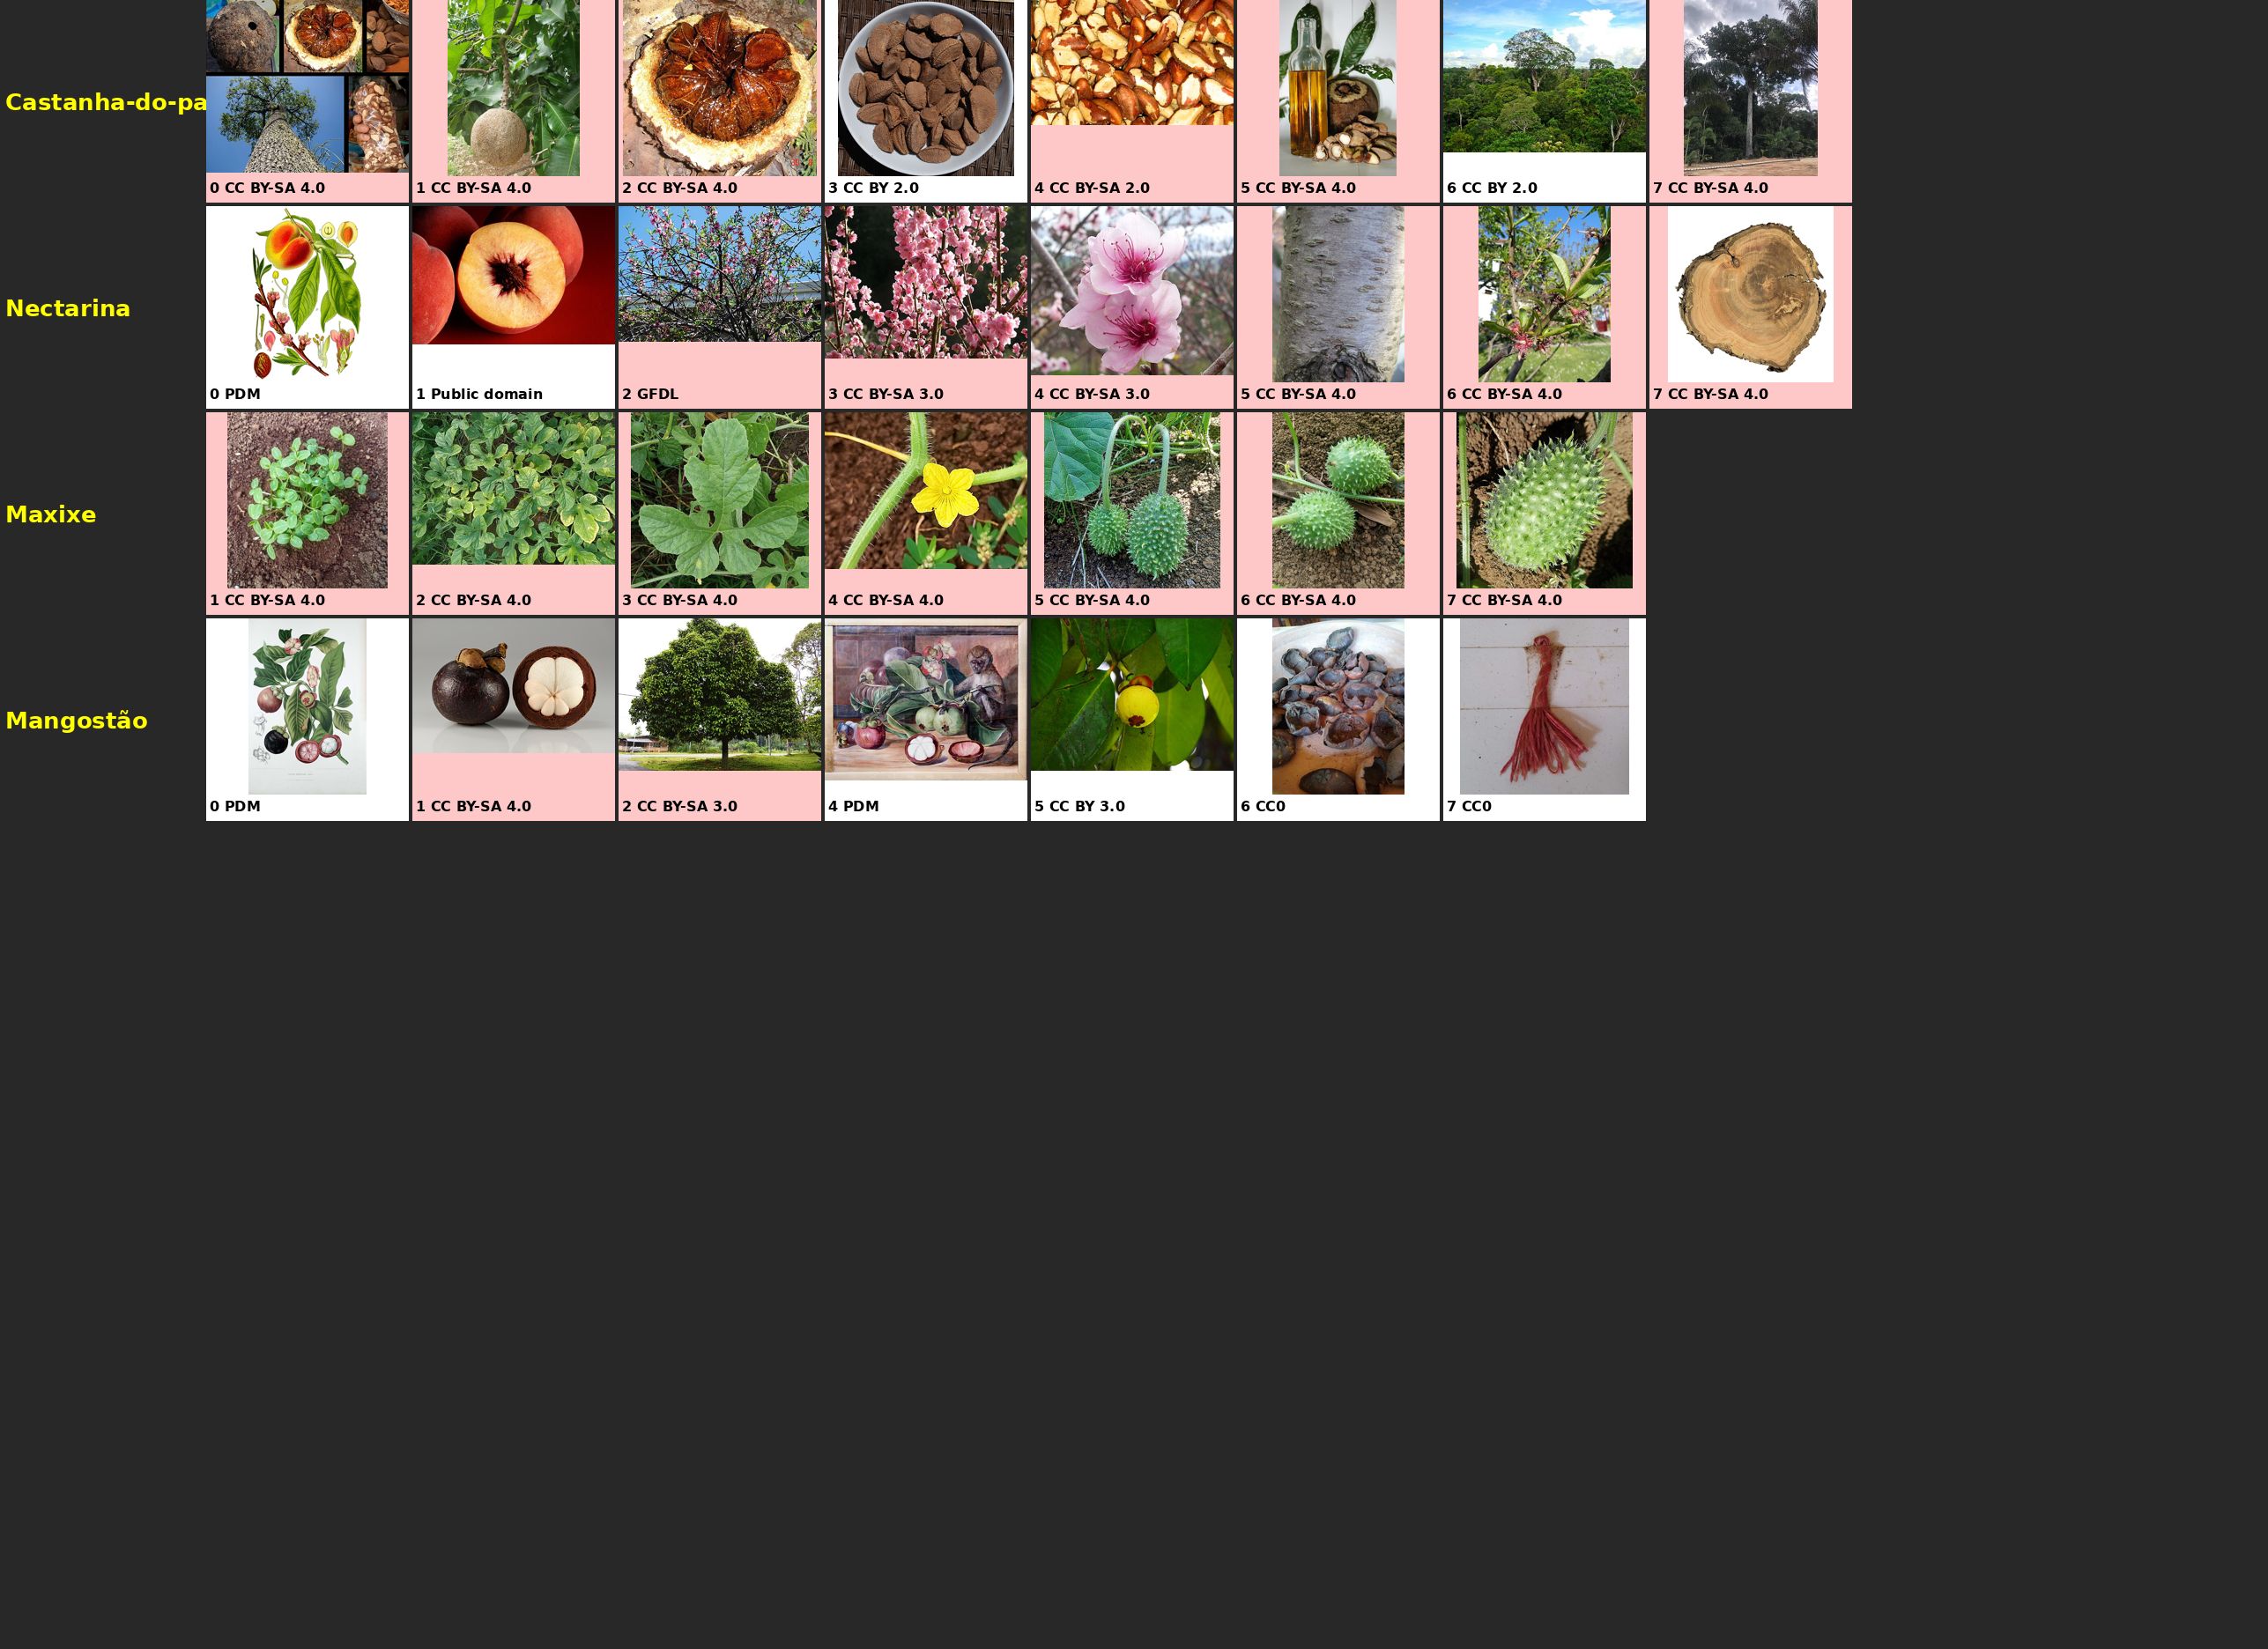 Castanha-do-pa
0 CC BY-SA 4.0
1 CC BY-SA 4.0
2 CC BY-SA 4.0
3 CC BY 2.0
4 CC BY-SA 2.0
5 CC BY-SA 4.0
6 CC BY 2.0
7 CC BY-SA 4.0
Nectarina
0 PDM
1 Public domain
2 GFDL
3 CC BY-SA 3.0
4 CC BY-SA 3.0
5 CC BY-SA 4.0
6 CC BY-SA 4.0
7 CC BY-SA 4.0
Maxixe
1 CC BY-SA 4.0
2 CC BY-SA 4.0
3 CC BY-SA 4.0
4 CC BY-SA 4.0
5 CC BY-SA 4.0
6 CC BY-SA 4.0
7 CC BY-SA 4.0
Mangostão
0 PDM
1 CC BY-SA 4.0
2 CC BY-SA 3.0
4 PDM
5 CC BY 3.0
6 CC0
7 CC0